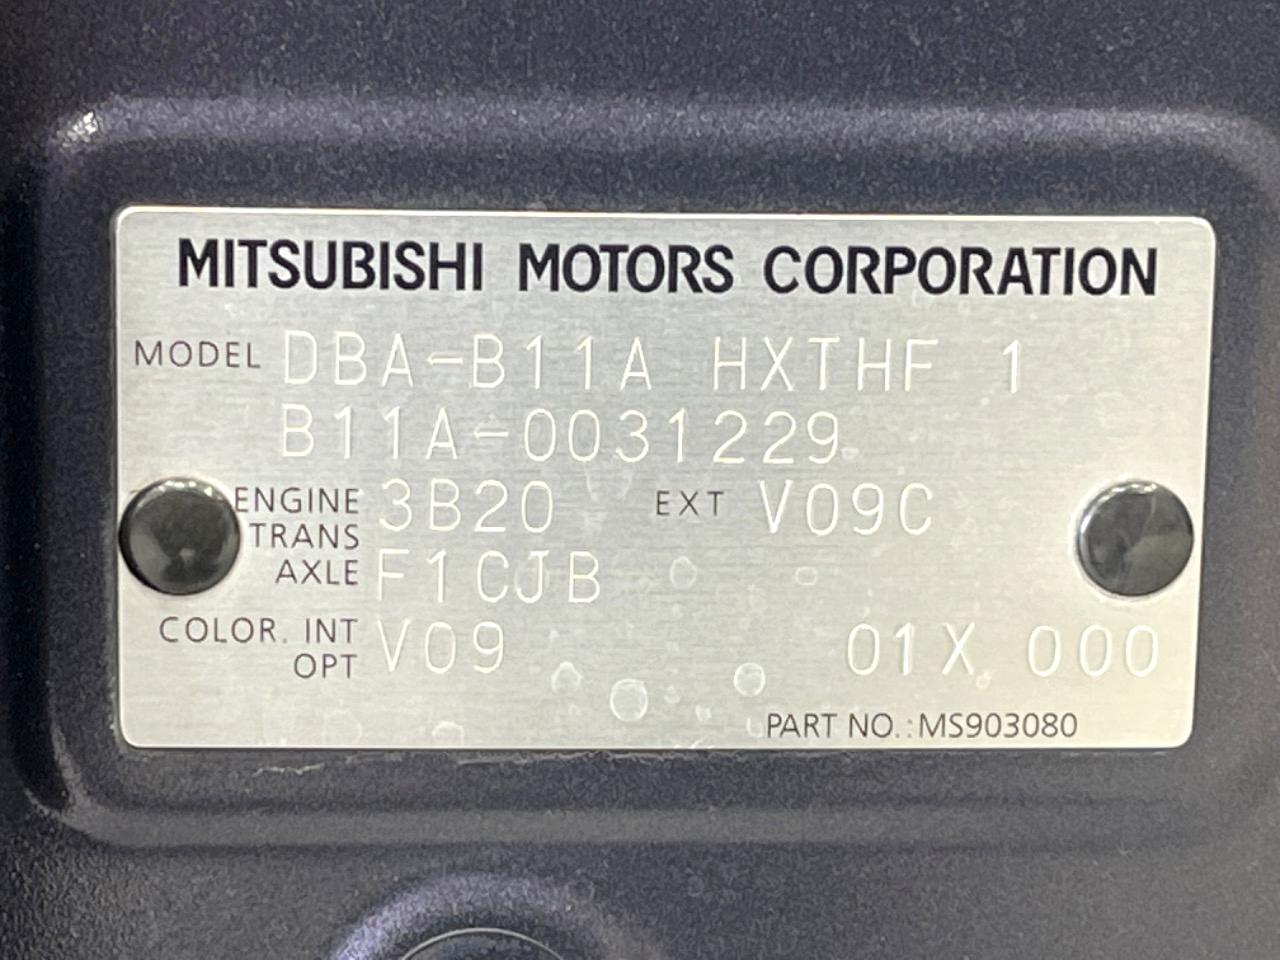 MITSUBISHI MOTORS CORPORATION
MODEL DBA-B11A HXTHF 1
B11A-0031229
ENGINE 3B20 EXT V09C
TRANS
AXLE F1CJB
COLOR. INT
OPT V09 01X 000
PART NO.:MS903080